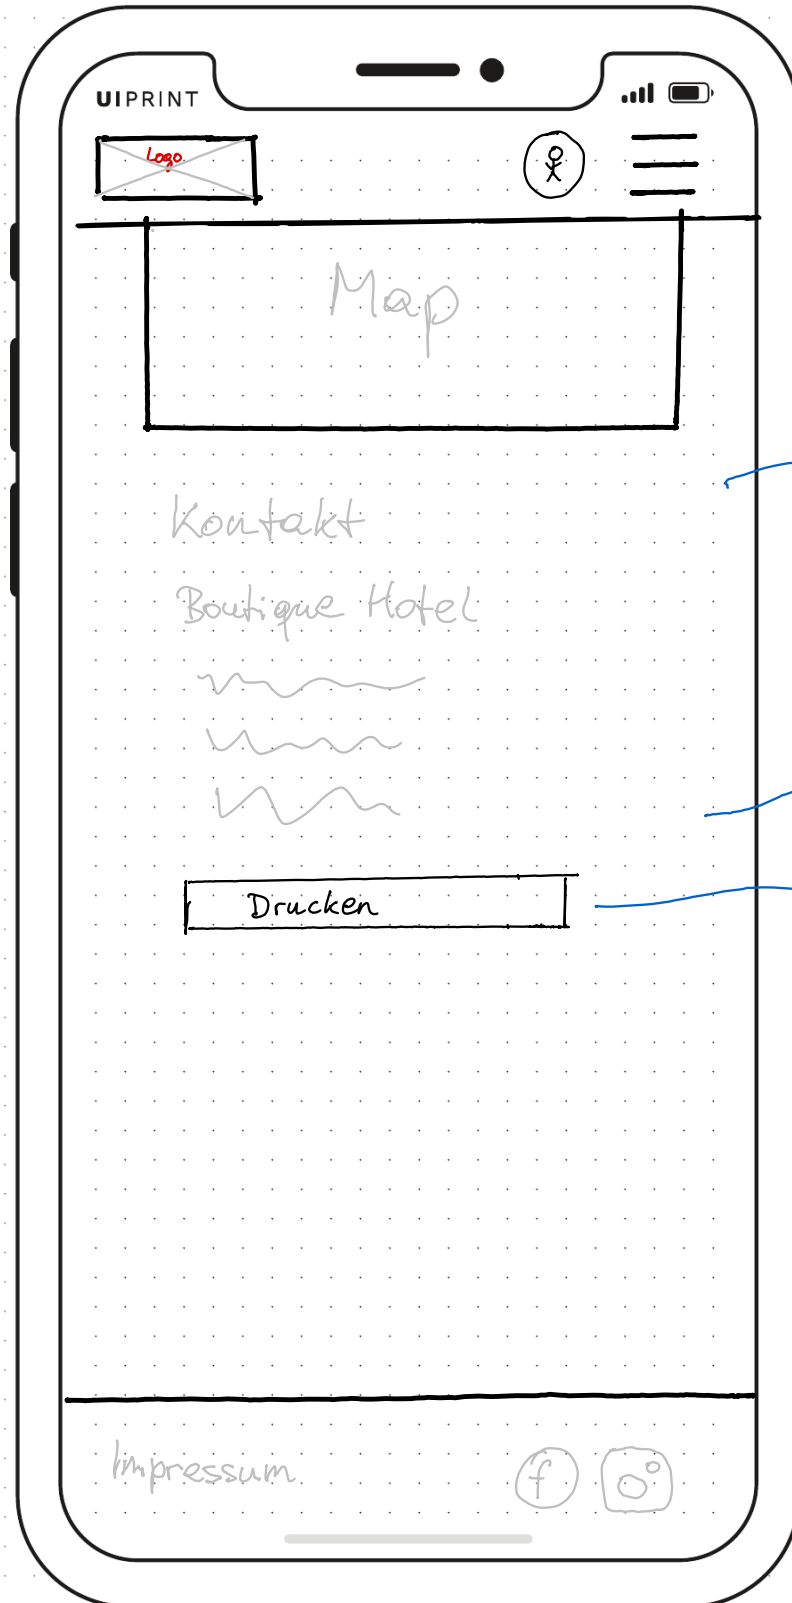 UIPRINT
Logo
Map
Kontakt
Boutique Hotel
Drucken
Impressum
f